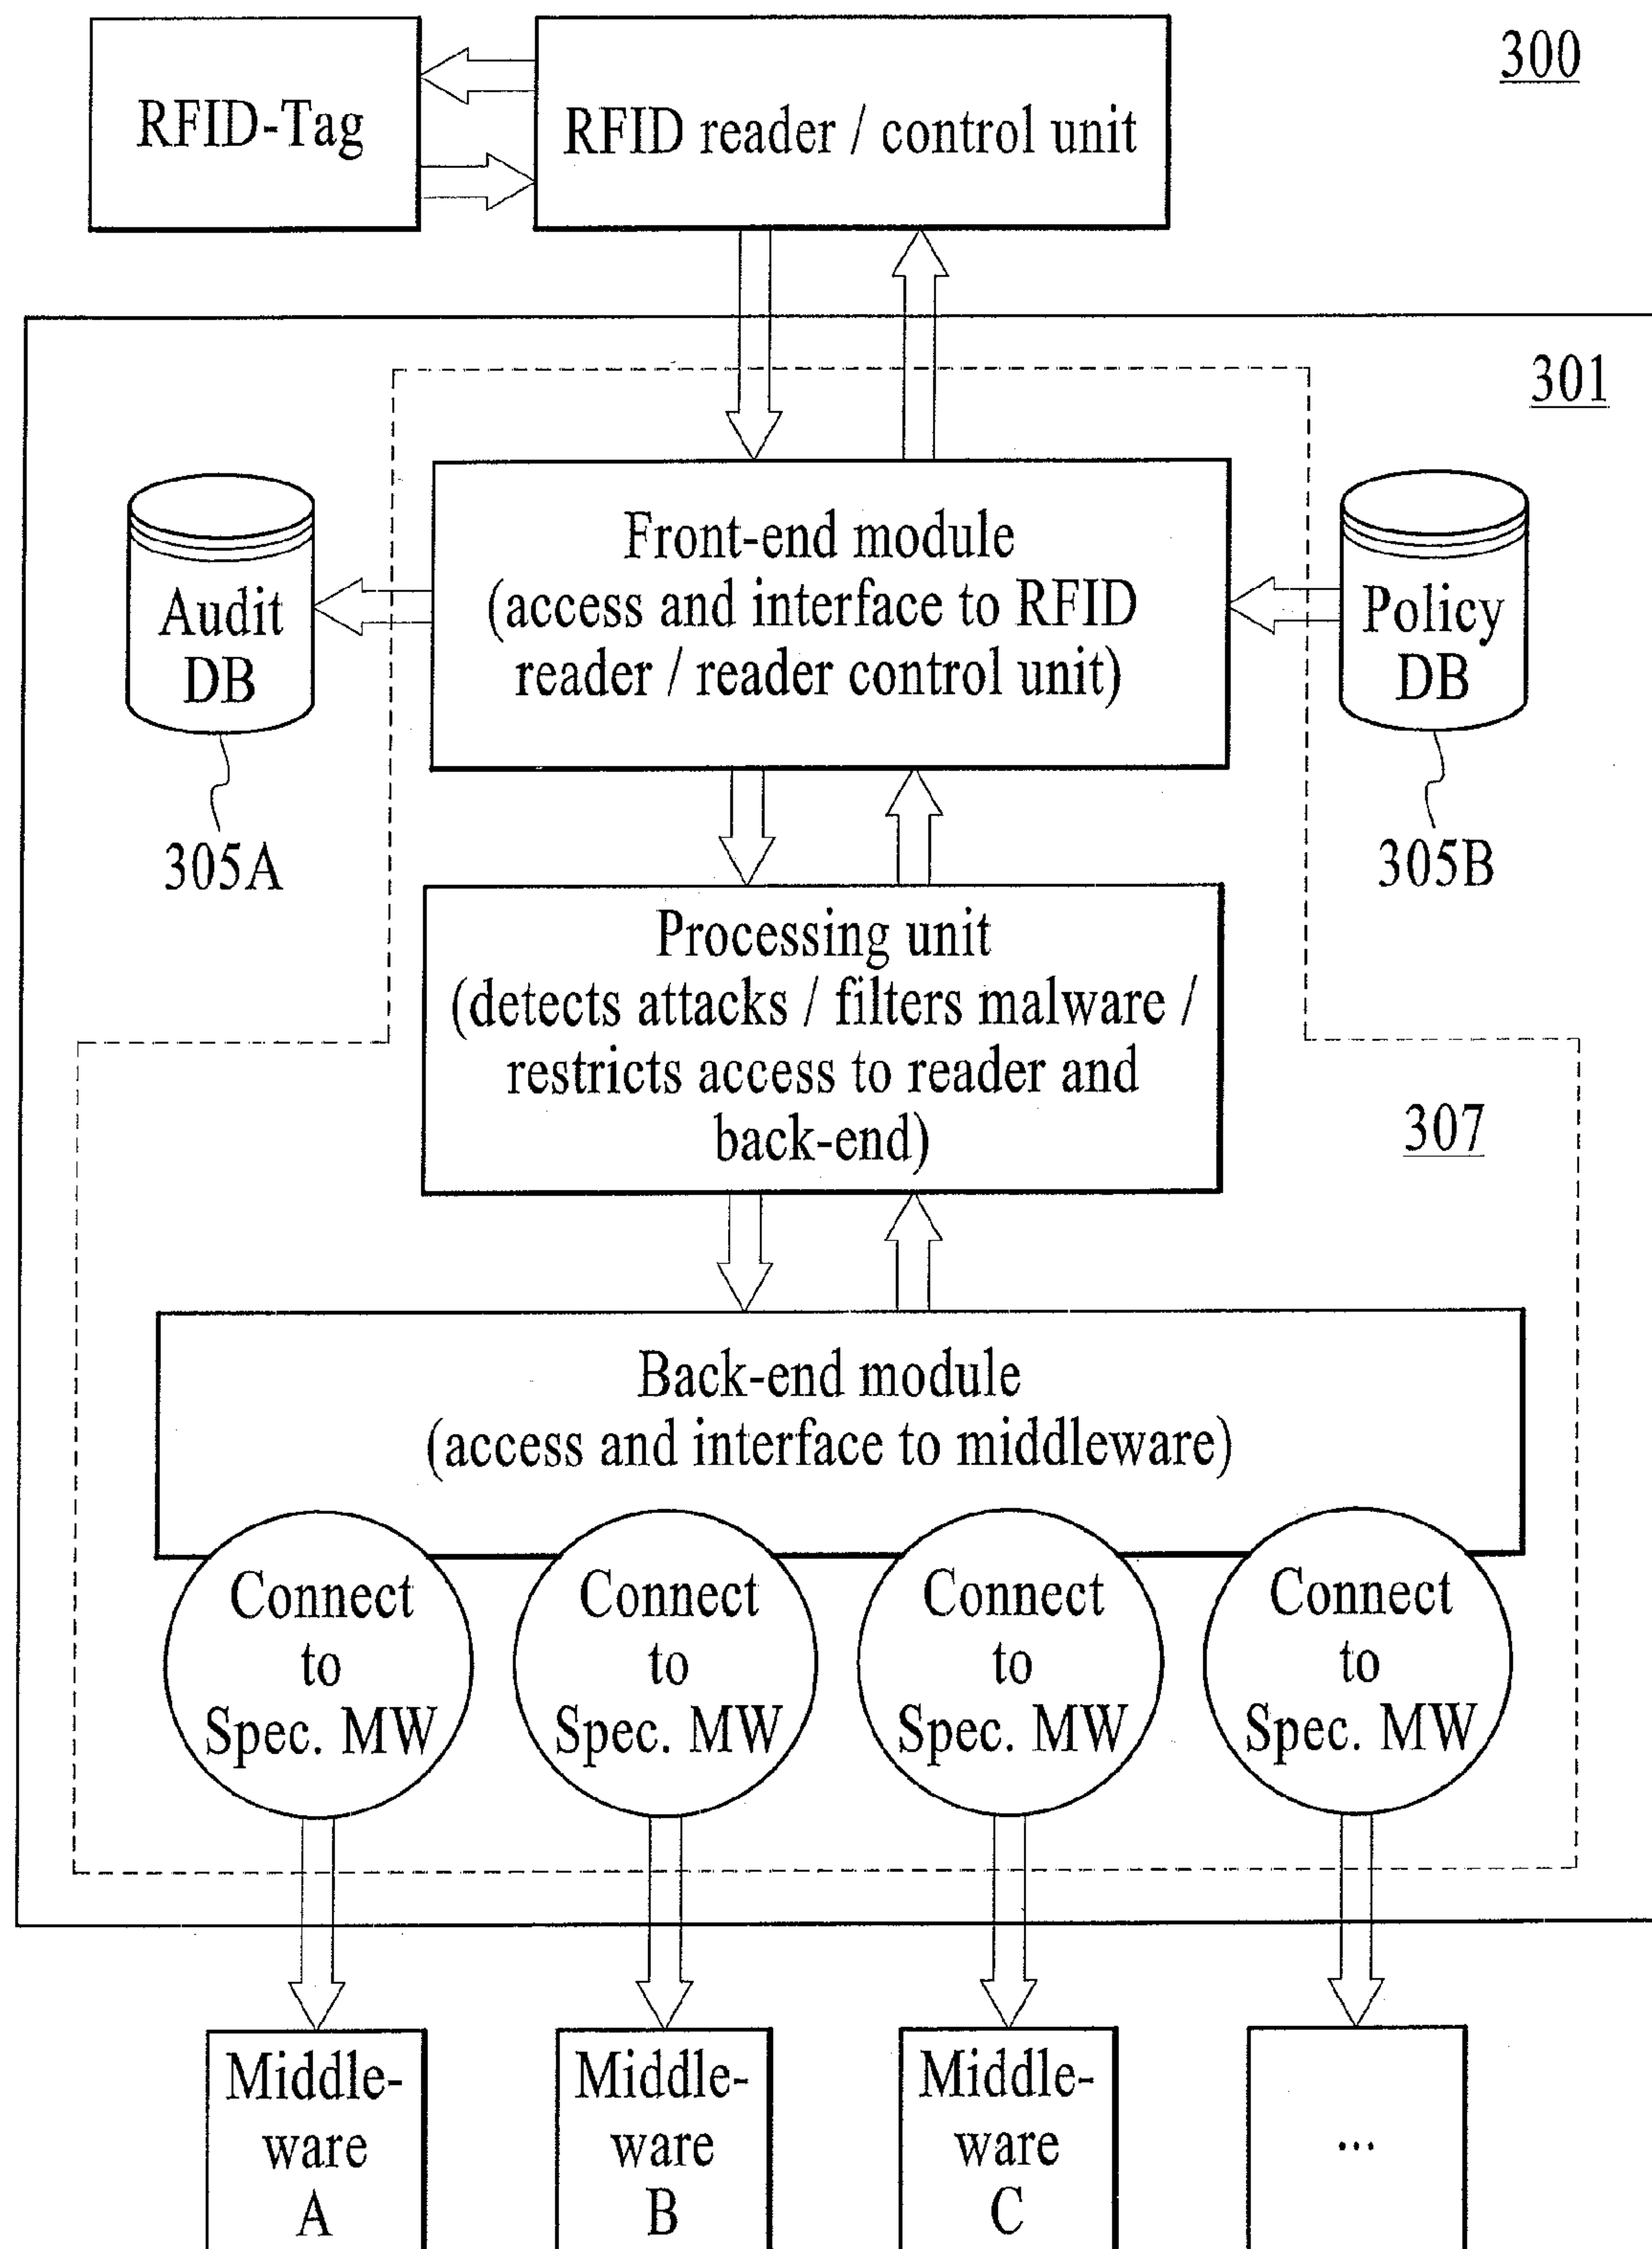 300
RFID-Tag
RFID reader / control unit
301
Front-end module
(access and interface to RFID
reader / reader control unit)
Audit
DB
Policy
DB
305A
305B
Processing unit
(detects attacks / filters malware /
restricts access to reader and
back-end)
307
Back-end module
(access and interface to middleware)
Connect
to
Spec. MW
Connect
to
Spec. MW
Connect
to
Spec. MW
Connect
to
Spec. MW
Middle-
ware
A
Middle-
ware
B
Middle-
ware
C
...